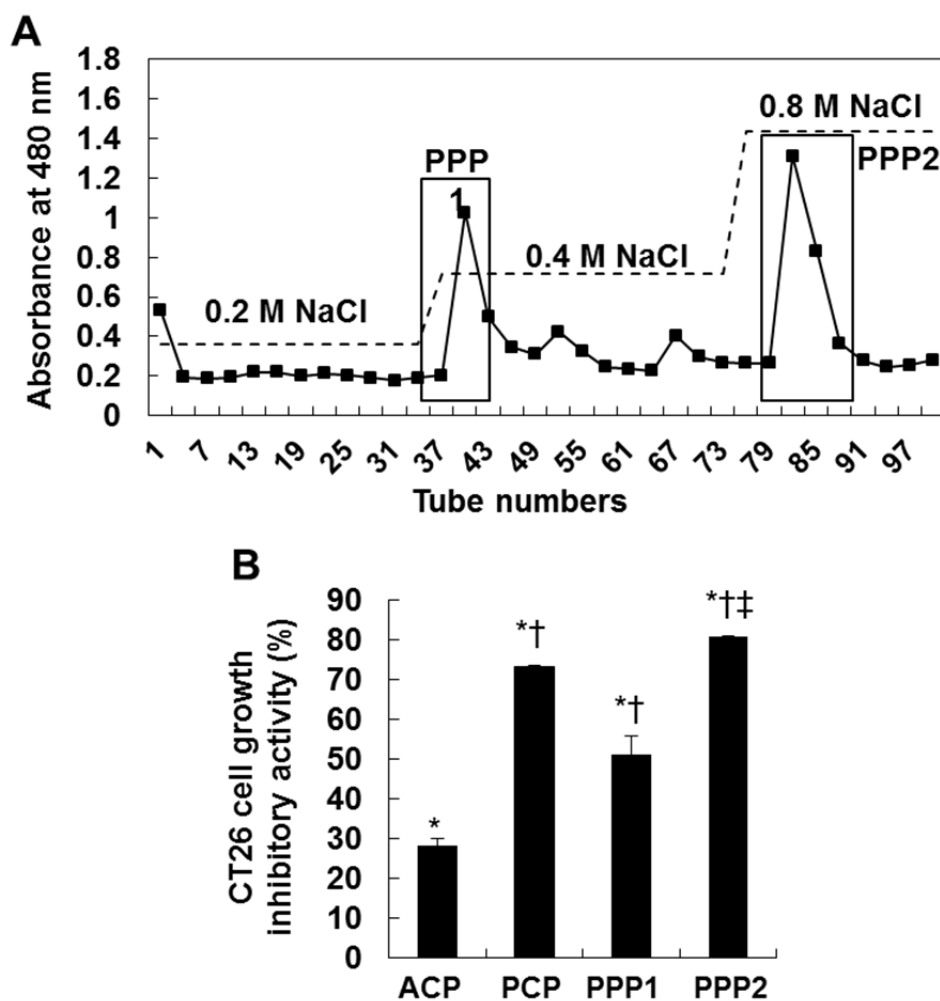 A
Absorbance at 480 nm
1.8
1.6
1.4
1.2
1
0.8
0.6
0.4
0.2
0
0.2 M NaCl
PPP
1
0.4 M NaCl
0.8 M NaCl
PPP2
1 7 13 19 25 31 37 43 49 55 61 67 73 79 85 91 97
Tube numbers
B
CT26 cell growth
inhibitory activity (%)
90
80
70
60
50
40
30
20
10
0
*
*†
*†
*†‡
ACP PCP PPP1 PPP2